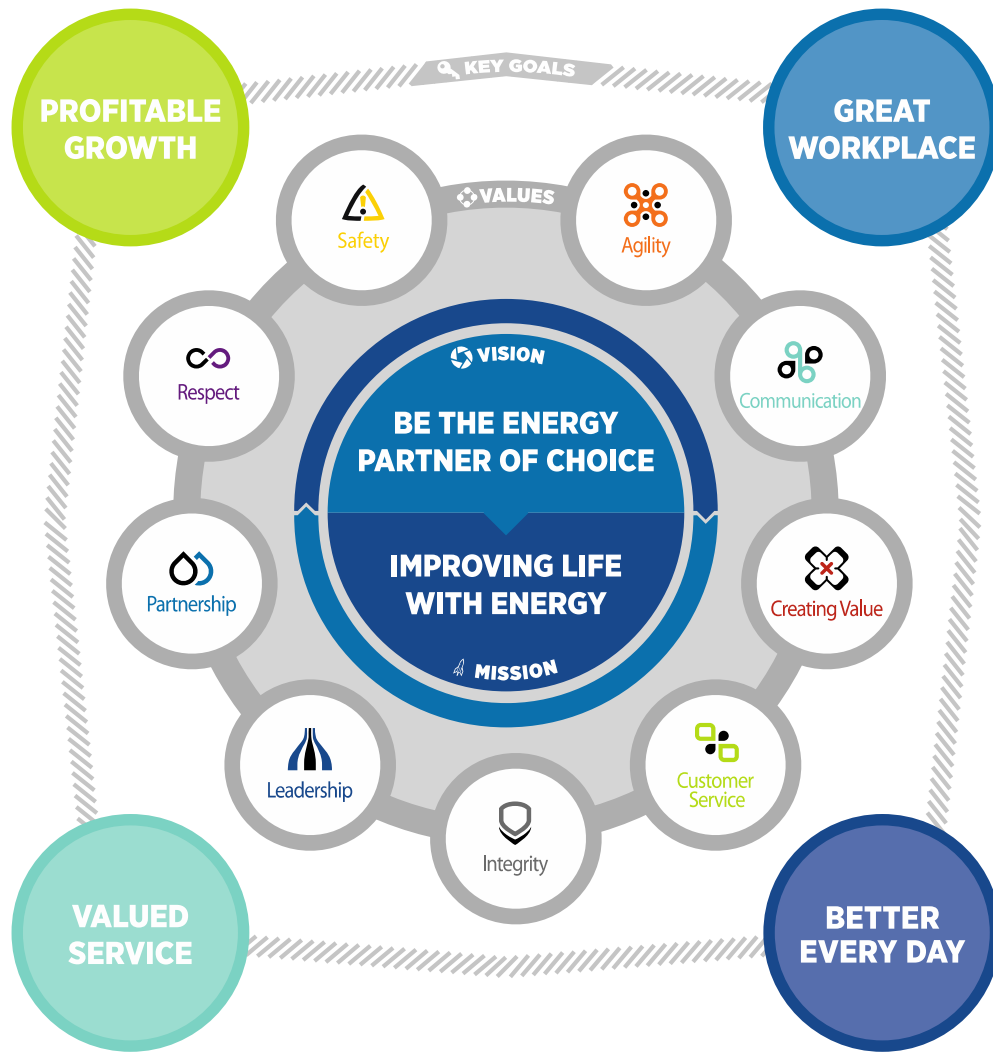 KEY GOALS
PROFITABLE
GROWTH
GREAT
WORKPLACE
VALUES
Safety
Agility
Respect
Communication
VISION
BE THE ENERGY
PARTNER OF CHOICE
IMPROVING LIFE
WITH ENERGY
MISSION
Partnership
Creating Value
Leadership
Customer
Service
Integrity
VALUED
SERVICE
BETTER
EVERY DAY